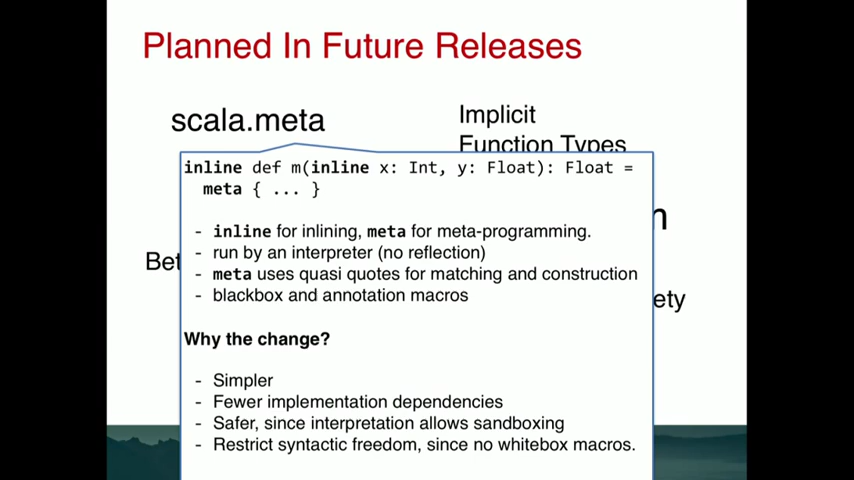 Planned In Future Releases
scala.meta
Implicit
Function Types
inline def m(inline x: Int, y: Float): Float =
meta { ... }
- inline for inlining, meta for meta-programming.
- run by an interpreter (no reflection)
- meta uses quasi quotes for matching and construction
- blackbox and annotation macros
Why the change?
- Simpler
- Fewer implementation dependencies
- Safer, since interpretation allows sandboxing
- Restrict syntactic freedom, since no whitebox macros.